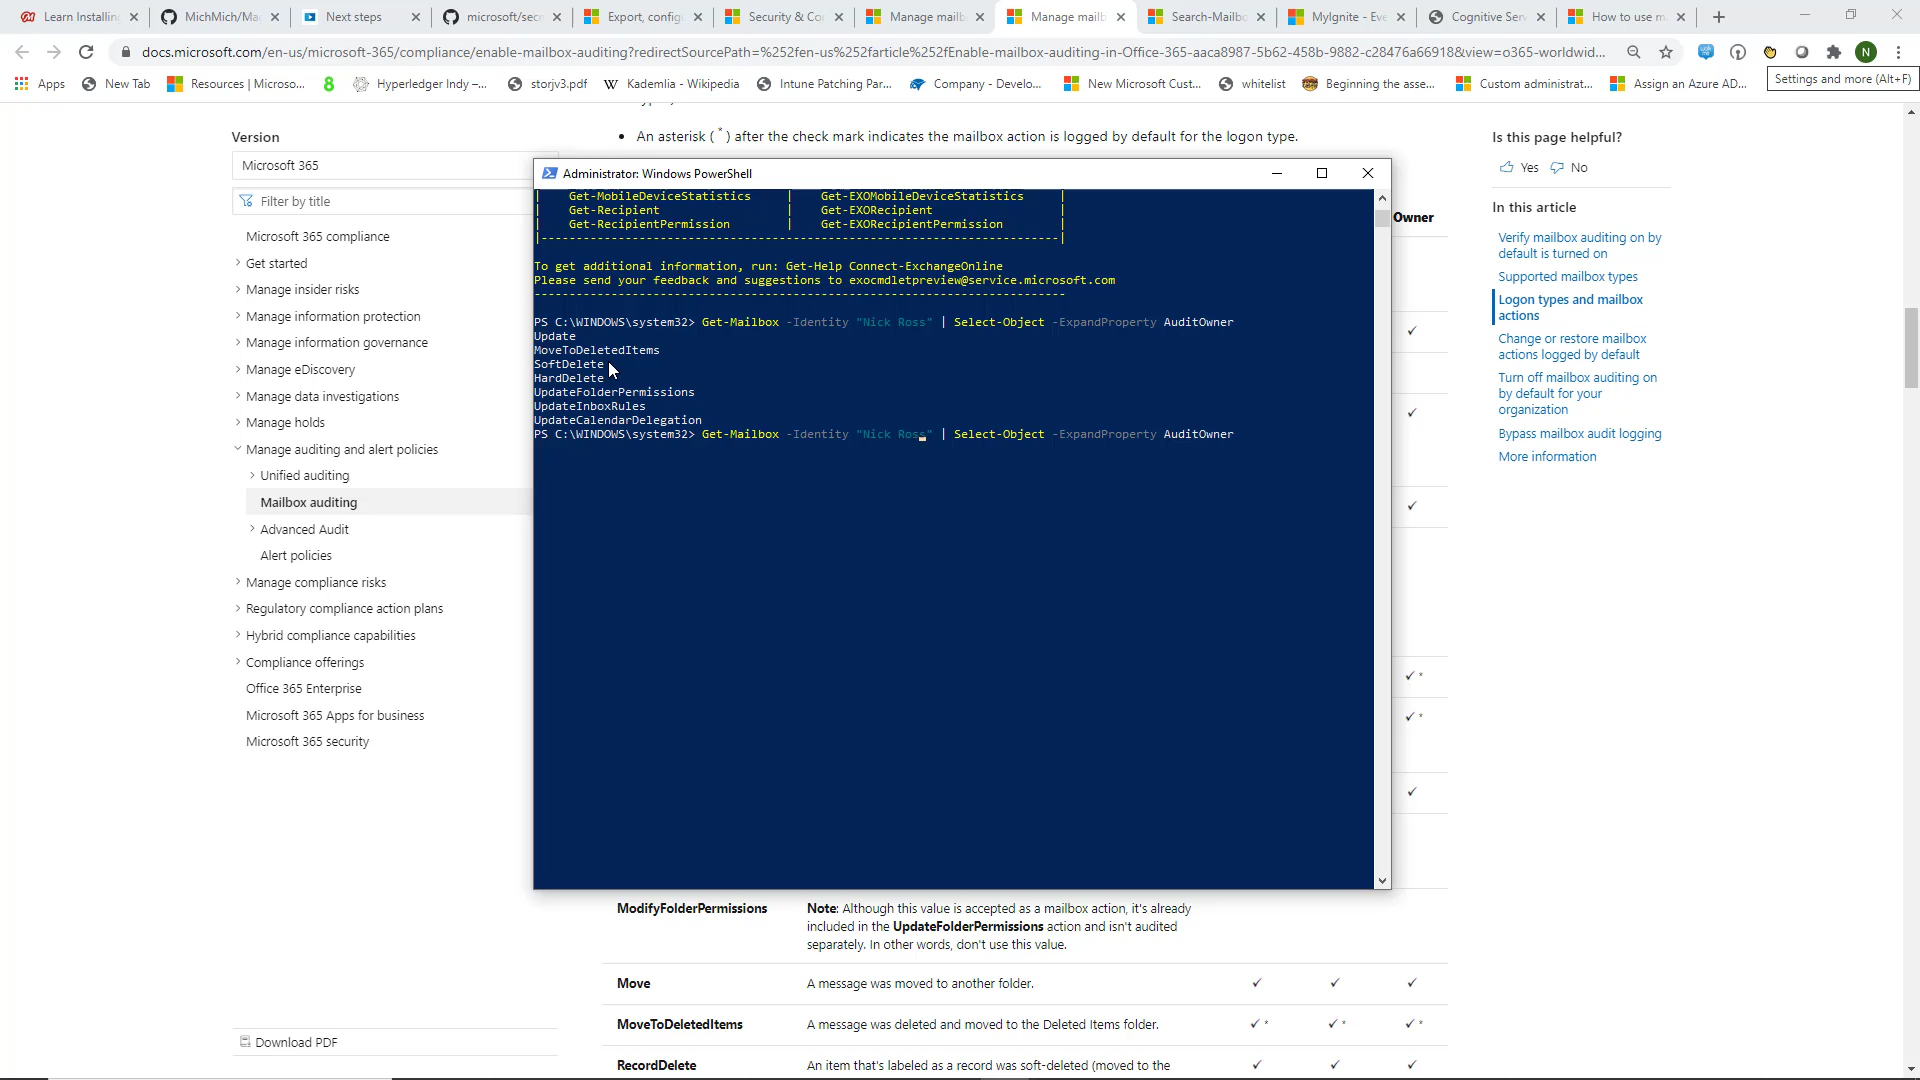 Learn Installin
MichMich/Ma
Next steps
microsoft/secr
Export, config
Security & Co
Manage mailb
Manage mailb
Search-Mailbo
MyIgnite - Eve
Cognitive Serv
How to use m
docs.microsoft.com/en-us/microsoft-365/compliance/enable-mailbox-auditing?redirectSourcePath=%252fen-us%252farticle%252fEnable-mailbox-auditing-in-Office-365-aaca8987-5b62-458b-9882-c28476a66918&view=o365-worldwid...
N
Apps
New Tab
Resources | Microso...
8
Hyperledger Indy —...
storjv3.pdf
W Kademlia - Wikipedia
Intune Patching Par...
Company - Develo...
New Microsoft Cust...
whitelist
Beginning the asse...
Custom administrat...
Assign an Azure AD...
Settings and more (Alt+F)
Version
Microsoft 365
Filter by title
Microsoft 365 compliance
Get started
Manage insider risks
Manage information protection
Manage information governance
Manage eDiscovery
Manage data investigations
Manage holds
Manage auditing and alert policies
Unified auditing
Mailbox auditing
Advanced Audit
Alert policies
Manage compliance risks
Regulatory compliance action plans
Hybrid compliance capabilities
Compliance offerings
Office 365 Enterprise
Microsoft 365 Apps for business
Microsoft 365 security
Download PDF
• An asterisk ( * ) after the check mark indicates the mailbox action is logged by default for the logon type.
Administrator: Windows PowerShell
| Get-MobileDeviceStatistics | Get-EXOMobileDeviceStatistics |
| Get-Recipient | Get-EXORecipient |
| Get-RecipientPermission | Get-EXORecipientPermission |
|--------------------------------------------------------------------------|
To get additional information, run: Get-Help Connect-ExchangeOnline
Please send your feedback and suggestions to exocmdletpreview@service.microsoft.com
----------------------------------------------------------------------------
PS C:\WINDOWS\system32> Get-Mailbox -Identity "Nick Ross" | Select-Object -ExpandProperty AuditOwner
Update
MoveToDeletedItems
SoftDelete
HardDelete
UpdateFolderPermissions
UpdateInboxRules
UpdateCalendarDelegation
PS C:\WINDOWS\system32> Get-Mailbox -Identity "Nick Ross" | Select-Object -ExpandProperty AuditOwner
Owner
✓
✓
✓
✓ *
✓ *
✓
ModifyFolderPermissions
Note: Although this value is accepted as a mailbox action, it's already
included in the UpdateFolderPermissions action and isn't audited
separately. In other words, don't use this value.
Move A message was moved to another folder. ✓ ✓ ✓
MoveToDeletedItems A message was deleted and moved to the Deleted Items folder. ✓ * ✓ * ✓ *
RecordDelete An item that's labeled as a record was soft-deleted (moved to the ✓ ✓ ✓
Is this page helpful?
Yes No
In this article
Verify mailbox auditing on by
default is turned on
Supported mailbox types
Logon types and mailbox
actions
Change or restore mailbox
actions logged by default
Turn off mailbox auditing on
by default for your
organization
Bypass mailbox audit logging
More information